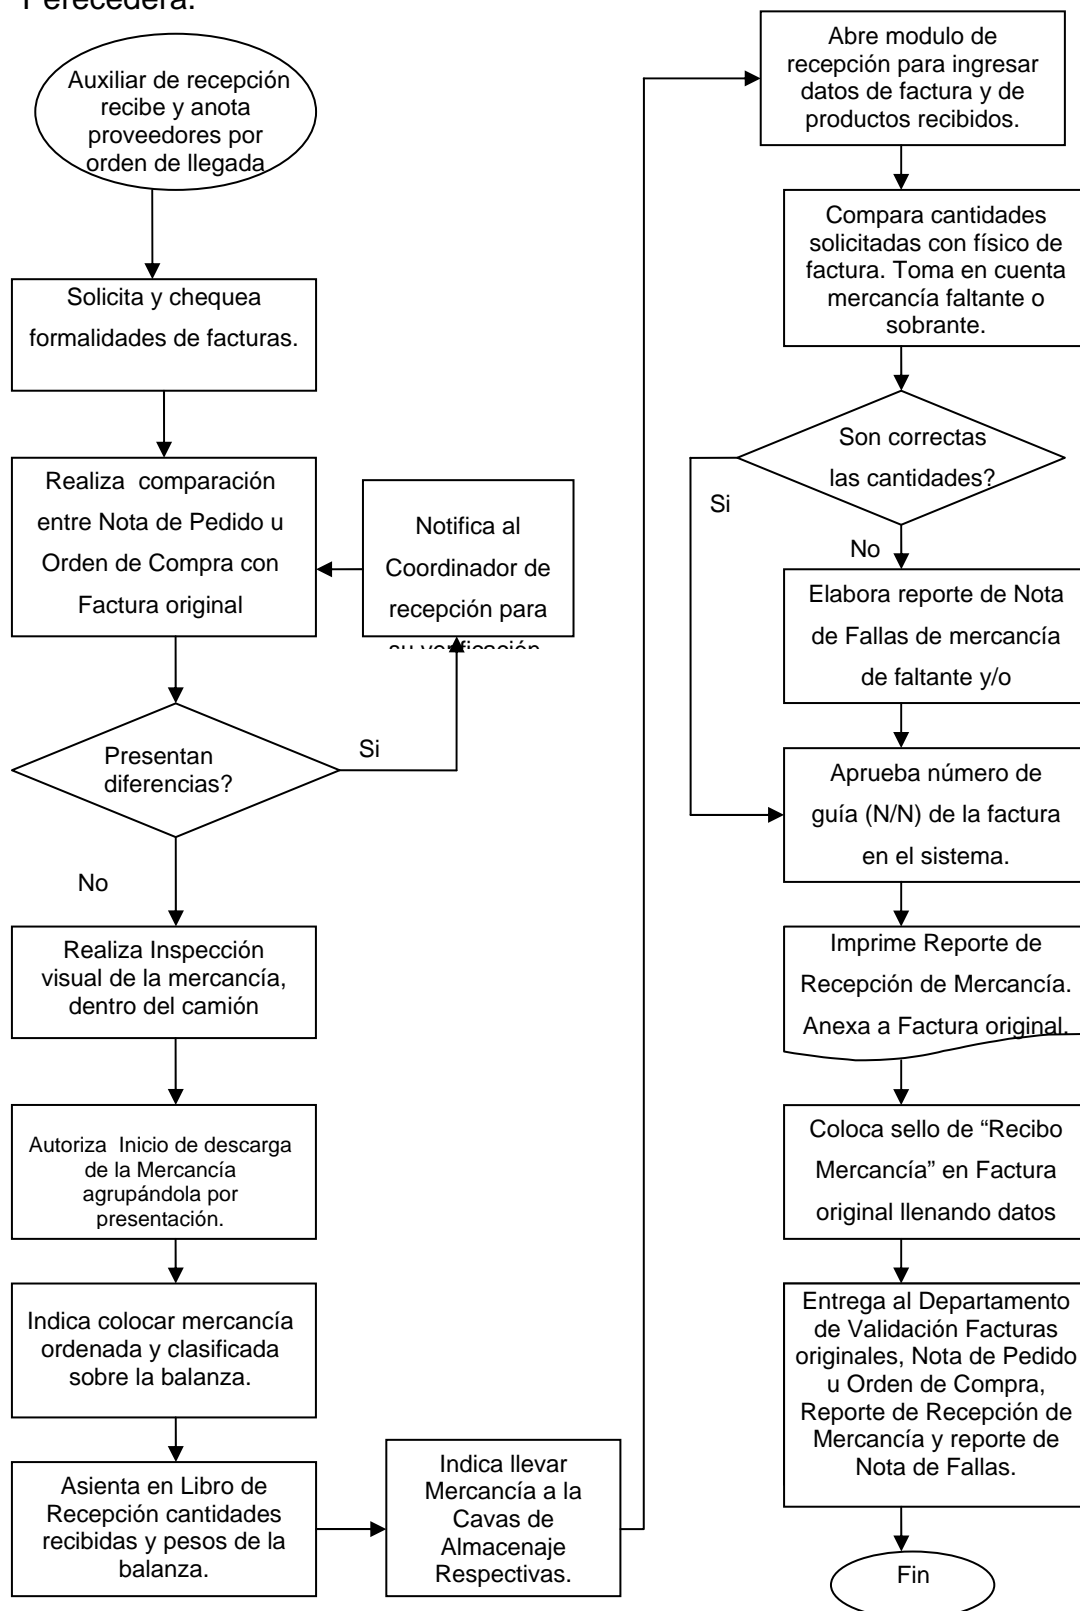 Perecedera.
Auxiliar de recepción
recibe y anota
proveedores por
orden de llegada
Solicita y chequea
formalidades de facturas.
Realiza comparación
entre Nota de Pedido u
Orden de Compra con
Factura original
Notifica al
Coordinador de
recepción para
su verificación
Presentan
diferencias?
Si
No
Realiza Inspección
visual de la mercancía,
dentro del camión
Autoriza Inicio de descarga
de la Mercancía
agrupándola por
presentación.
Indica colocar mercancía
ordenada y clasificada
sobre la balanza.
Asienta en Libro de
Recepción cantidades
recibidas y pesos de la
balanza.
Indica llevar
Mercancía a la
Cavas de
Almacenaje
Respectivas.
Abre modulo de
recepción para ingresar
datos de factura y de
productos recibidos.
Compara cantidades
solicitadas con físico de
factura. Toma en cuenta
mercancía faltante o
sobrante.
Son correctas
las cantidades?
Si
No
Elabora reporte de Nota
de Fallas de mercancía
de faltante y/o
Aprueba número de
guía (N/N) de la factura
en el sistema.
Imprime Reporte de
Recepción de Mercancía.
Anexa a Factura original.
Coloca sello de “Recibo
Mercancía” en Factura
original llenando datos
Entrega al Departamento
de Validación Facturas
originales, Nota de Pedido
u Orden de Compra,
Reporte de Recepción de
Mercancía y reporte de
Nota de Fallas.
Fin